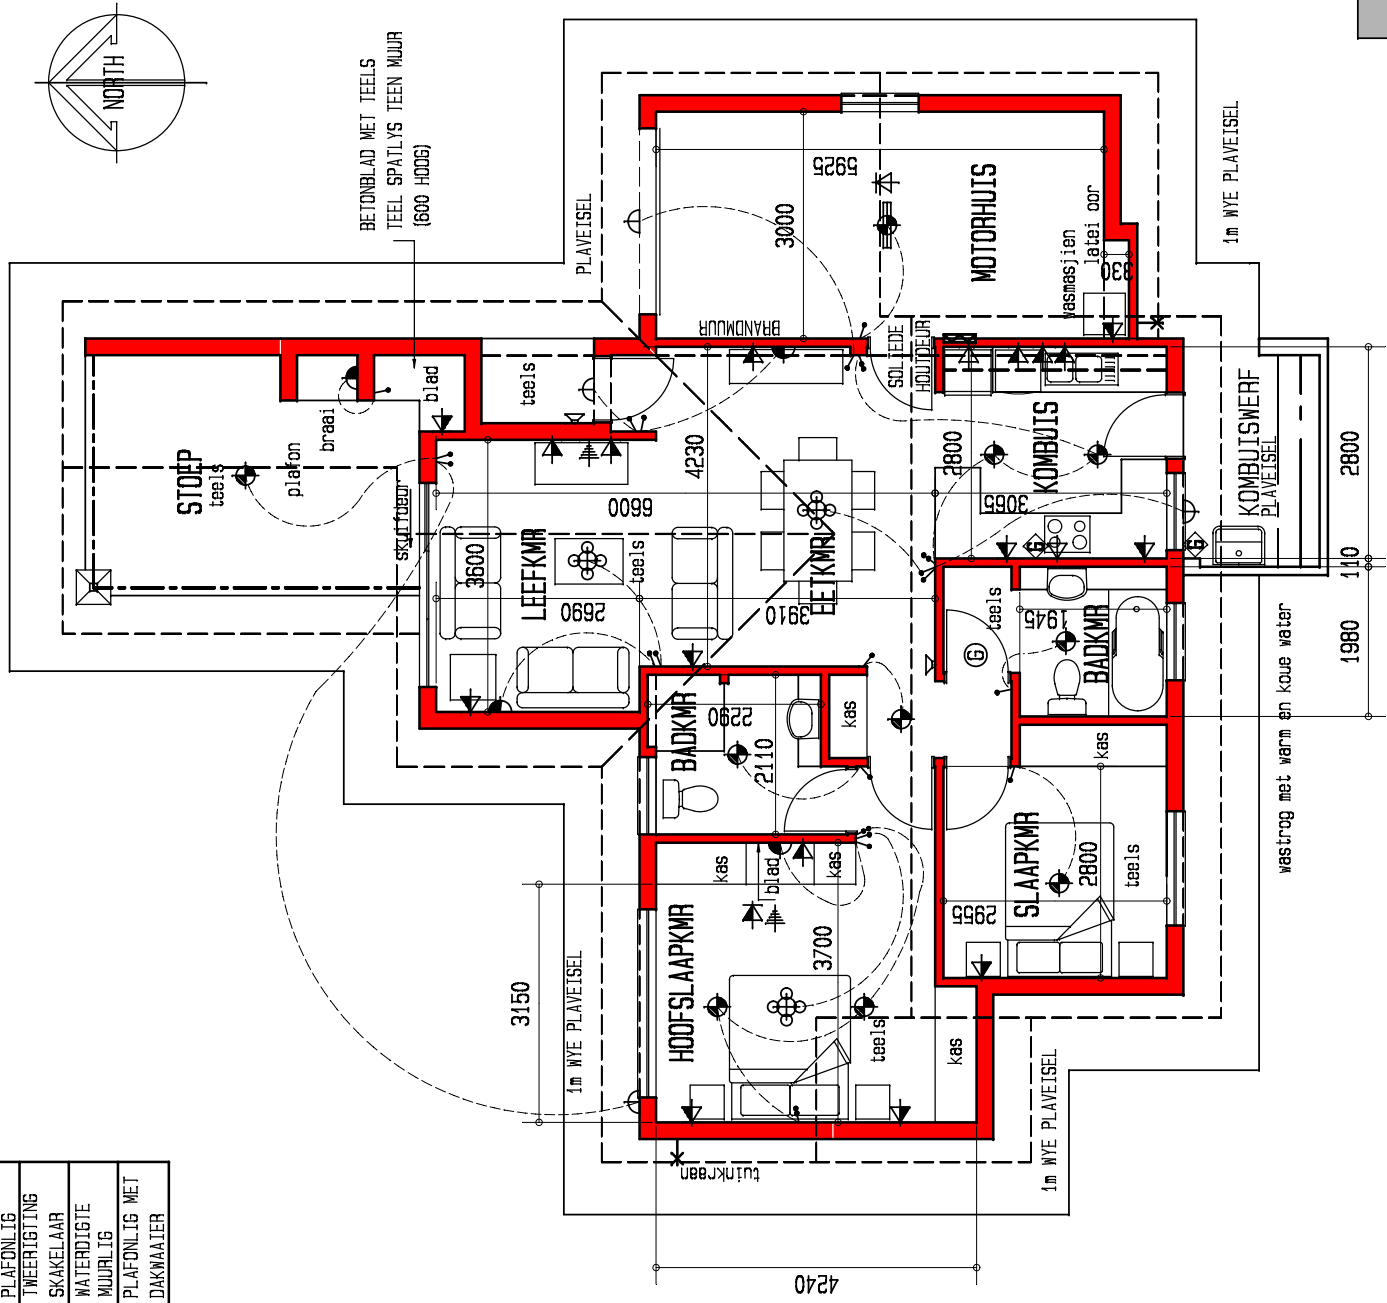 NORTH
BETONBLAD MET TEELS
TEEL SPATLYS TEEN MUUR
(600 HOOG)
PLAVEISEL
1m WYE PLAVEISEL
5925
3000
MOTORHUIS
wasmasjien
latei oor
330
BRANDMUUR
SOLIEDE
HOUTDEUR
STOEP
teels
plafon
braai
blad
teels
skuifdeur
LEEFKMR
3600
2690
teels
6600
4230
3910
EETKMR
2800
KOMBUIS
3065
G
G
KOMBUISWERF
PLAVEISEL
2800
110
1980
BADKMR
2290
2110
kas
teels
G
1945
BADKMR
kas
wastrog met warm en koue water
HOOFSLAAPKMR
kas
blad
kas
3700
teels
kas
SLAAPKMR
2800
2955
teels
3150
1m WYE PLAVEISEL
1m WYE PLAVEISEL
tuinkraan
4240
PLAFONLIG
TWEERIGTING
SKAKELAAR
WATERDIGTE
MUURLIG
PLAFONLIG MET
DAKWAAIER